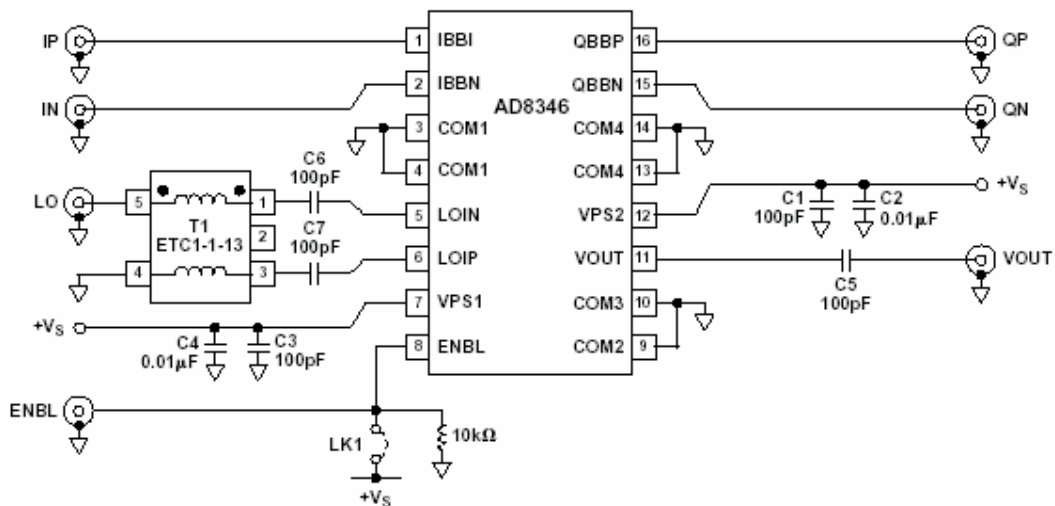 IP
1
IBBI
QBBP
16
QP
IN
2
IBBN
QBBN
15
QN
AD8346
3
COM1
COM4
14
4
COM1
COM4
13
LO
5
1
C6
100pF
5
LOIN
T1
ETC1-1-13
2
C7
100pF
4
3
6
LOIP
VPS2
12
C1
100pF
C2
0.01µF
+VS
VOUT
11
C5
100pF
VOUT
+VS
C4
0.01µF
C3
100pF
7
VPS1
COM3
10
8
ENBL
COM2
9
ENBL
LK1
10kΩ
+VS